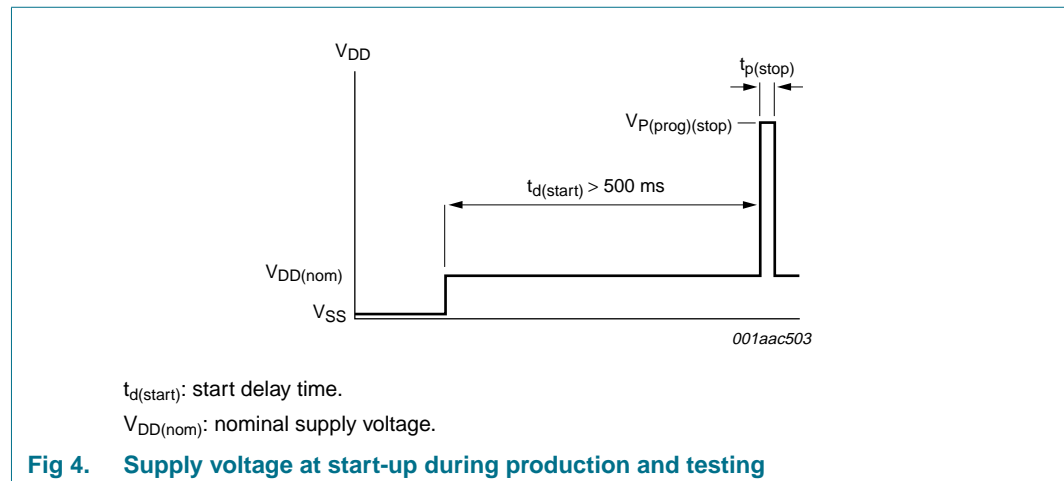 V_DD
t_p(stop)
V_P(prog)(stop)
t_d(start) > 500 ms
V_DD(nom)
V_SS
001aac503
t_d(start): start delay time.
V_DD(nom): nominal supply voltage.
Fig 4. Supply voltage at start-up during production and testing